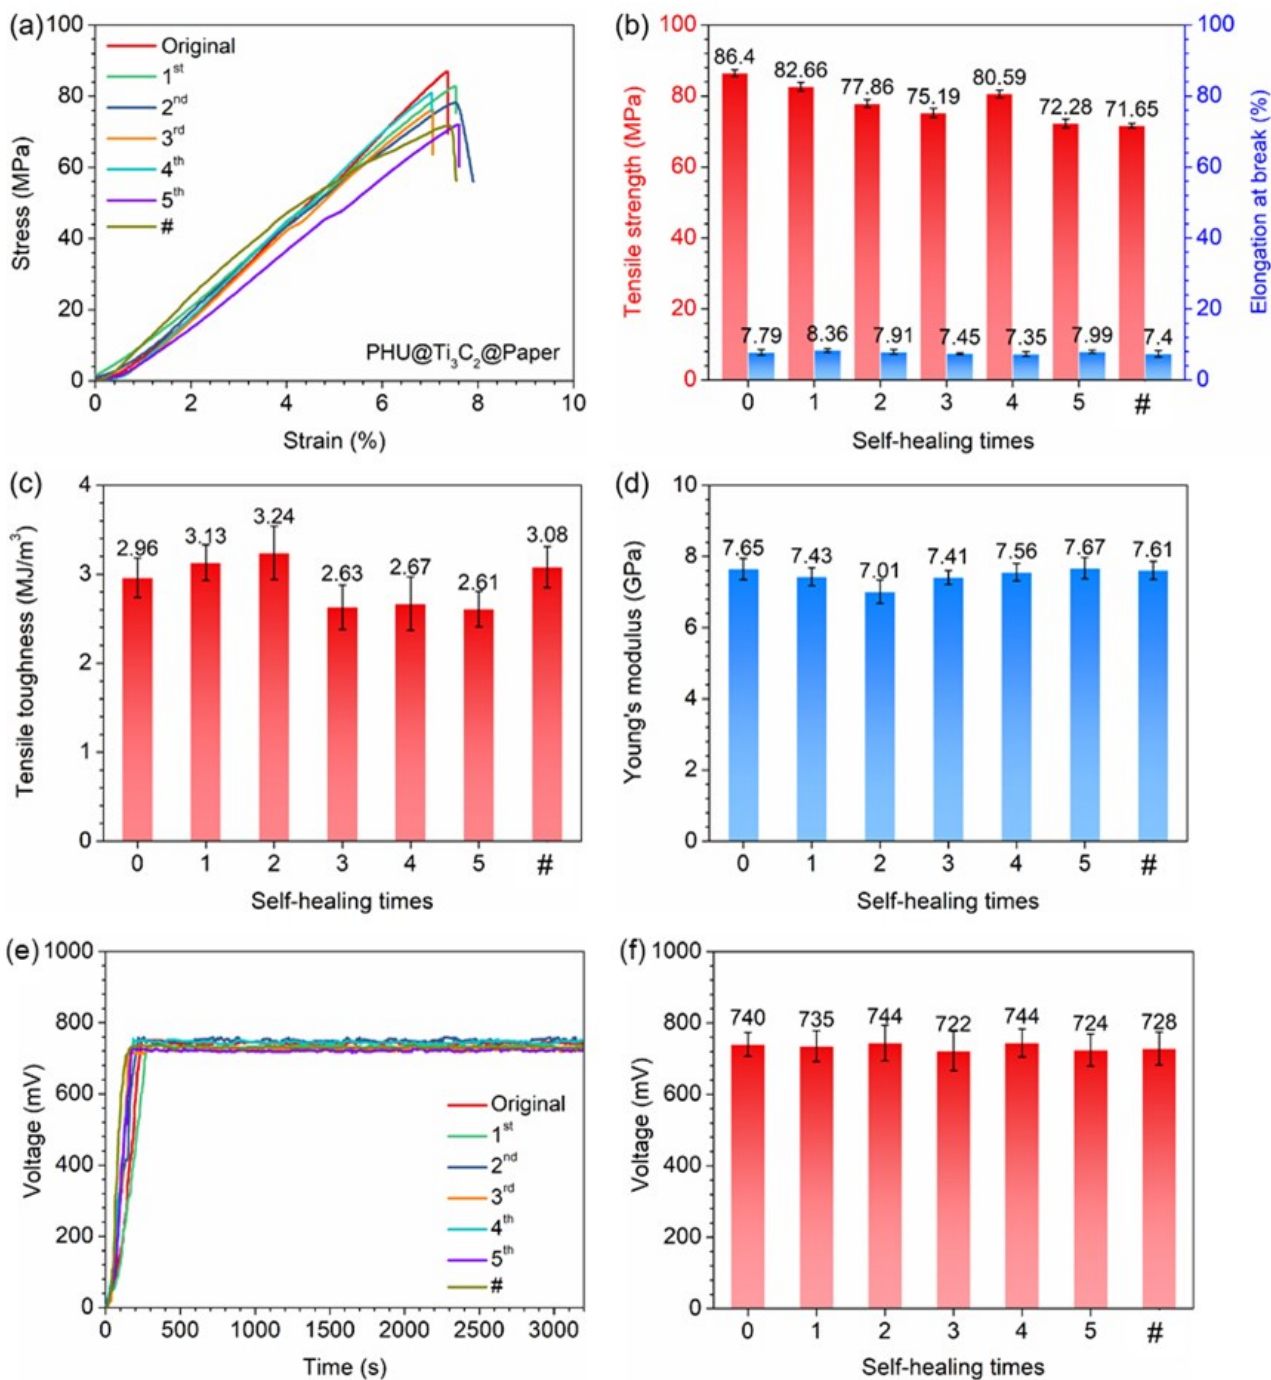 (a)
100
80
60
40
20
0
Stress (MPa)
Original
1st
2nd
3rd
4th
5th
#
PHU@Ti3C2@Paper
0 2 4 6 8 10
Strain (%)
(b)
100
80
60
40
20
0
Tensile strength (MPa)
86.4 82.66 77.86 75.19 80.59 72.28 71.65
7.79 8.36 7.91 7.45 7.35 7.99 7.4
100
80
60
40
20
0
Elongation at break (%)
0 1 2 3 4 5 #
Self-healing times
(c)
4
3
2
1
0
Tensile toughness (MJ/m3)
2.96 3.13 3.24 2.63 2.67 2.61 3.08
0 1 2 3 4 5 #
Self-healing times
(d)
10
8
6
4
2
0
Young's modulus (GPa)
7.65 7.43 7.01 7.41 7.56 7.67 7.61
0 1 2 3 4 5 #
Self-healing times
(e)
1000
800
600
400
200
0
Voltage (mV)
Original
1st
2nd
3rd
4th
5th
#
0 500 1000 1500 2000 2500 3000
Time (s)
(f)
1000
800
600
400
200
0
Voltage (mV)
740 735 744 722 744 724 728
0 1 2 3 4 5 #
Self-healing times